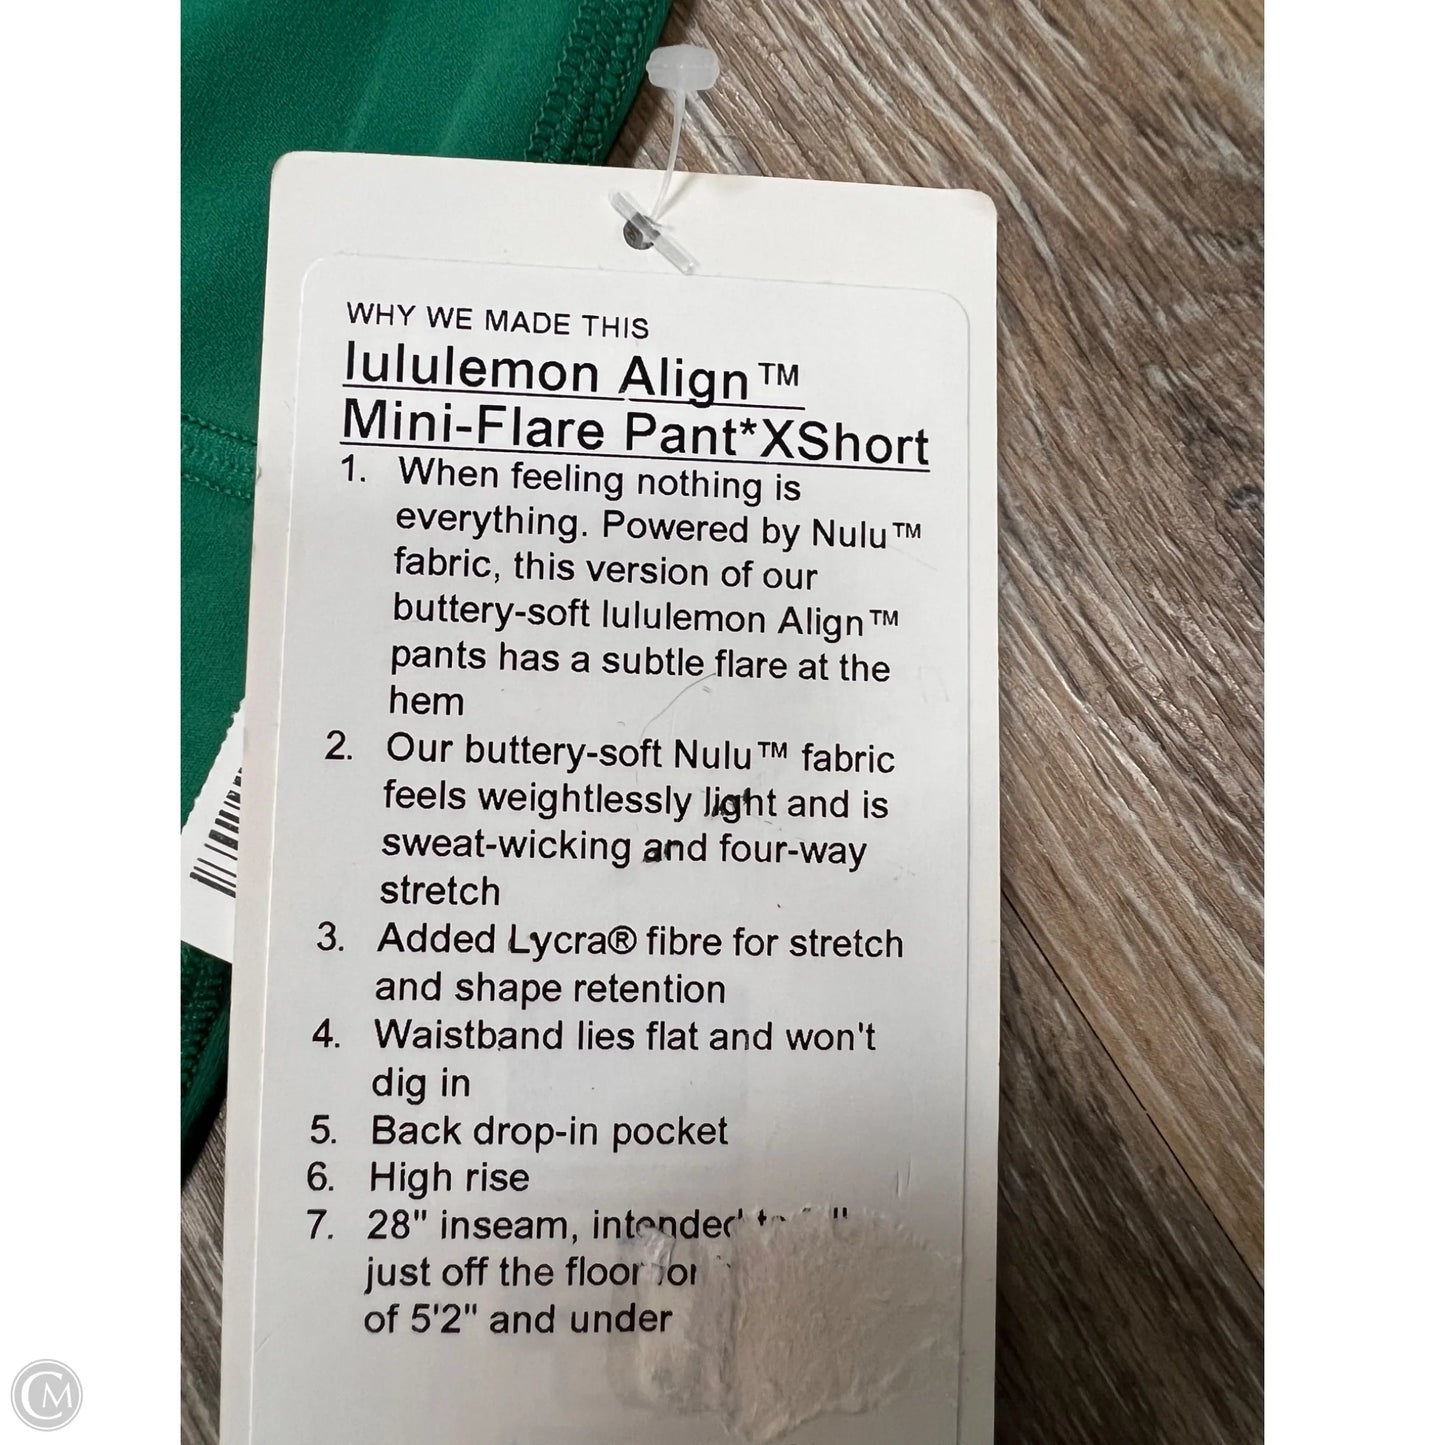 WHY WE MADE THIS
lululemon Align™
Mini-Flare Pant*XShort
1. When feeling nothing is
everything. Powered by Nulu™
fabric, this version of our
buttery-soft lululemon Align™
pants has a subtle flare at the
hem
2. Our buttery-soft Nulu™ fabric
feels weightlessly light and is
sweat-wicking and four-way
stretch
3. Added Lycra® fibre for stretch
and shape retention
4. Waistband lies flat and won't
dig in
5. Back drop-in pocket
6. High rise
7. 28" inseam, intended
just off the floor for
of 5'2" and under
CM